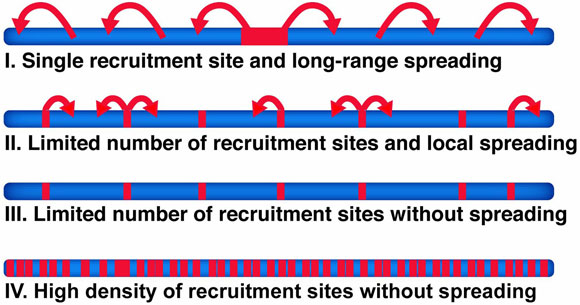 I. Single recruitment site and long-range spreading
II. Limited number of recruitment sites and local spreading
III. Limited number of recruitment sites without spreading
IV. High density of recruitment sites without spreading